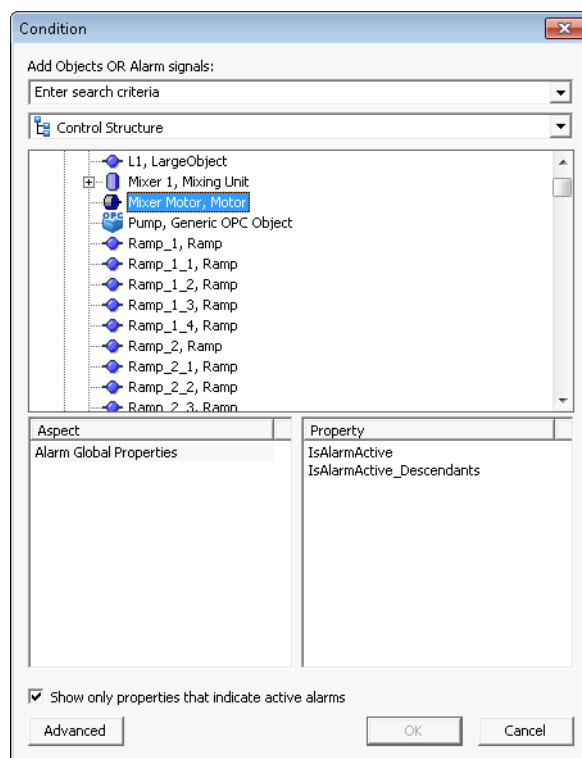 Condition
Add Objects OR Alarm signals:
Enter search criteria
Control Structure
L1, LargeObject
Mixer 1, Mixing Unit
Mixer Motor, Motor
OPC
Pump, Generic OPC Object
Ramp_1, Ramp
Ramp_1_1, Ramp
Ramp_1_2, Ramp
Ramp_1_3, Ramp
Ramp_1_4, Ramp
Ramp_2, Ramp
Ramp_2_1, Ramp
Ramp_2_2, Ramp
Ramp_2_3, Ramp
Aspect
Property
Alarm Global Properties
IsAlarmActive
IsAlarmActive_Descendants
Show only properties that indicate active alarms
Advanced
OK
Cancel